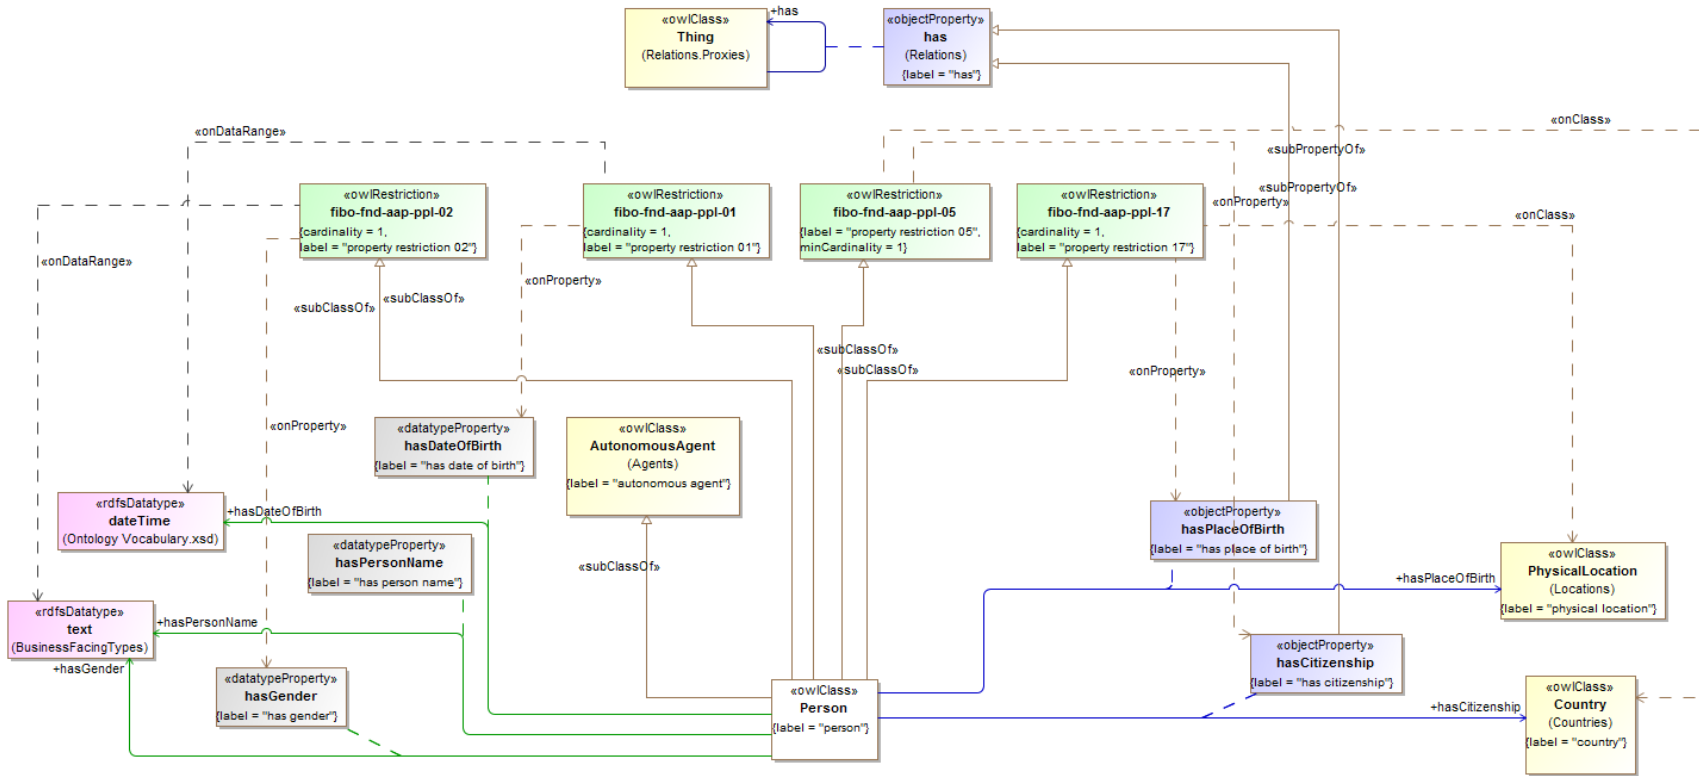 «owlClass»
Thing
(Relations.Proxies)
+has
«objectProperty»
has
(Relations)
{label = "has"}
«onDataRange»
«onClass»
«subPropertyOf»
«subPropertyOf»
«onProperty»
«onClass»
«owlRestriction»
fibo-fnd-aap-ppl-02
{cardinality = 1,
label = "property restriction 02"}
«owlRestriction»
fibo-fnd-aap-ppl-01
{cardinality = 1,
label = "property restriction 01"}
«owlRestriction»
fibo-fnd-aap-ppl-05
{label = "property restriction 05",
minCardinality = 1}
«owlRestriction»
fibo-fnd-aap-ppl-17
{cardinality = 1,
label = "property restriction 17"}
«onDataRange»
«onProperty»
«subClassOf»
«subClassOf»
«subClassOf»
«subClassOf»
«onProperty»
«onProperty»
«datatypeProperty»
hasDateOfBirth
{label = "has date of birth"}
«owlClass»
AutonomousAgent
(Agents)
{label = "autonomous agent"}
«rdfsDatatype»
dateTime
(Ontology Vocabulary.xsd)
+hasDateOfBirth
«objectProperty»
hasPlaceOfBirth
{label = "has place of birth"}
«datatypeProperty»
hasPersonName
{label = "has person name"}
«subClassOf»
+hasPlaceOfBirth
«owlClass»
PhysicalLocation
(Locations)
{label = "physical location"}
«rdfsDatatype»
text
(BusinessFacingTypes)
+hasPersonName
+hasGender
«datatypeProperty»
hasGender
{label = "has gender"}
«objectProperty»
hasCitizenship
{label = "has citizenship"}
«owlClass»
Person
{label = "person"}
+hasCitizenship
«owlClass»
Country
(Countries)
{label = "country"}